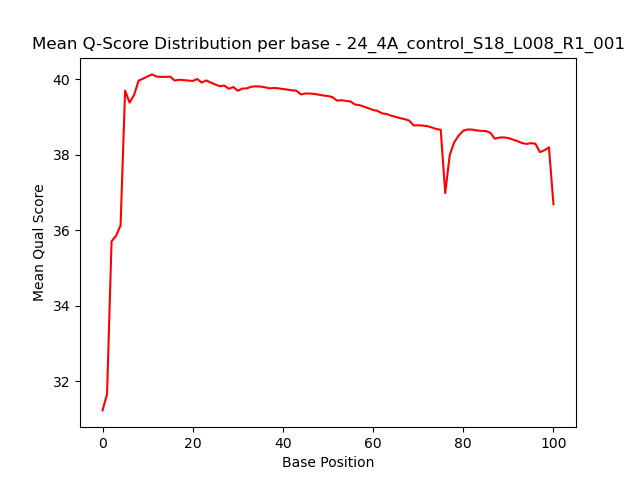 Mean Q-Score Distribution per base - 24_4A_control_S18_L008_R1_001
40
38
36
34
32
Mean Qual Score
0 20 40 60 80 100
Base Position